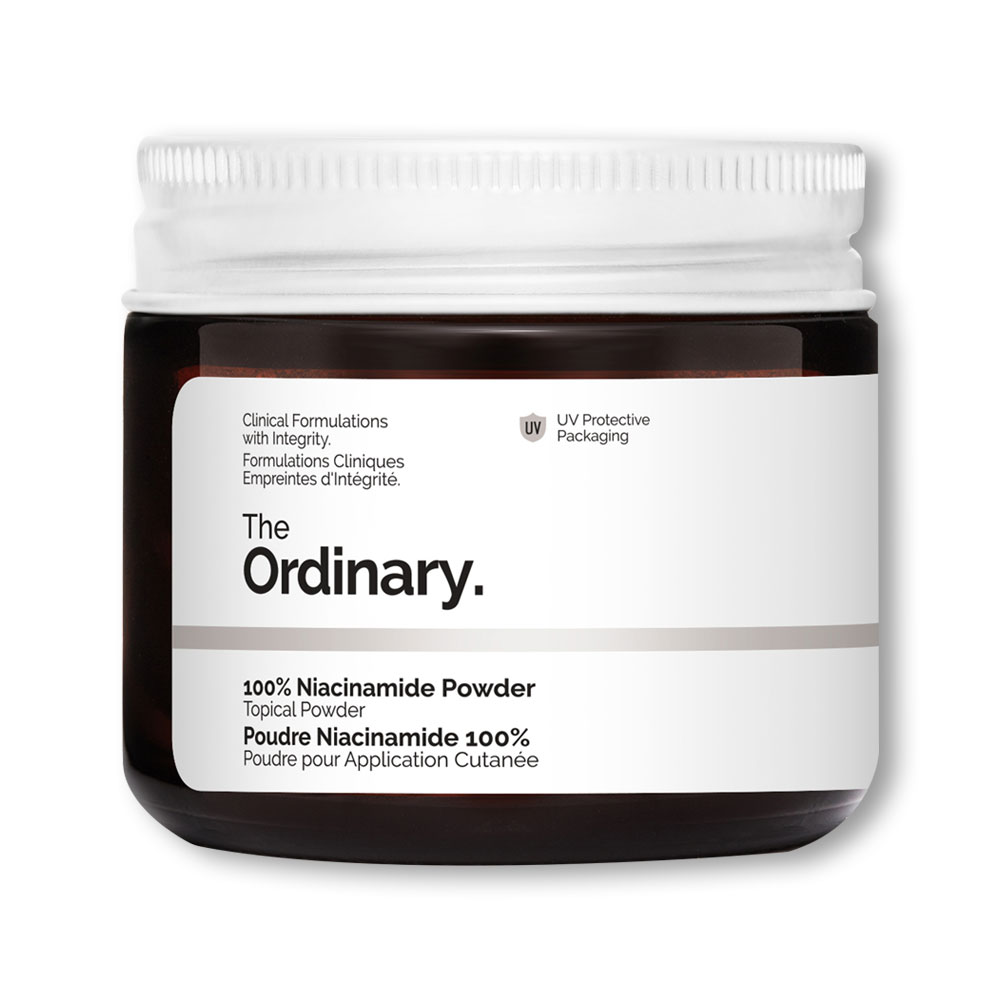 Clinical Formulations
with Integrity.
Formulations Cliniques
Empreintes d'Intégrité.
UV
UV Protective
Packaging
The
Ordinary.
100% Niacinamide Powder
Topical Powder
Poudre Niacinamide 100%
Poudre pour Application Cutanée